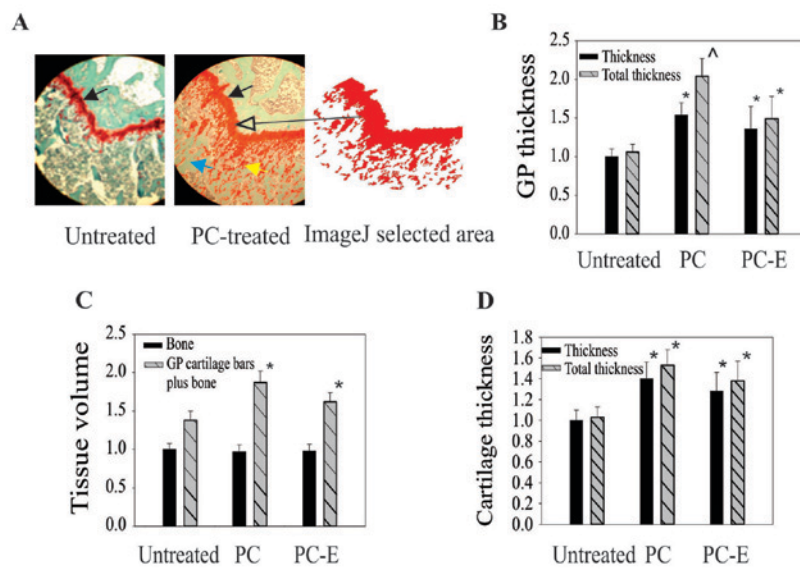 A
Untreated
PC-treated
ImageJ selected area
B
GP thickness
2.5
2.0
1.5
1.0
0.5
0.0
Thickness
Total thickness
*
^
*
*
Untreated
PC
PC-E
C
Tissue volume
2.5
2.0
1.5
1.0
0.5
0.0
Bone
GP cartilage bars
plus bone
*
*
Untreated
PC
PC-E
D
Cartilage thickness
1.8
1.6
1.4
1.2
1.0
0.8
0.6
0.4
0.2
0.0
Thickness
Total thickness
*
*
*
*
Untreated
PC
PC-E